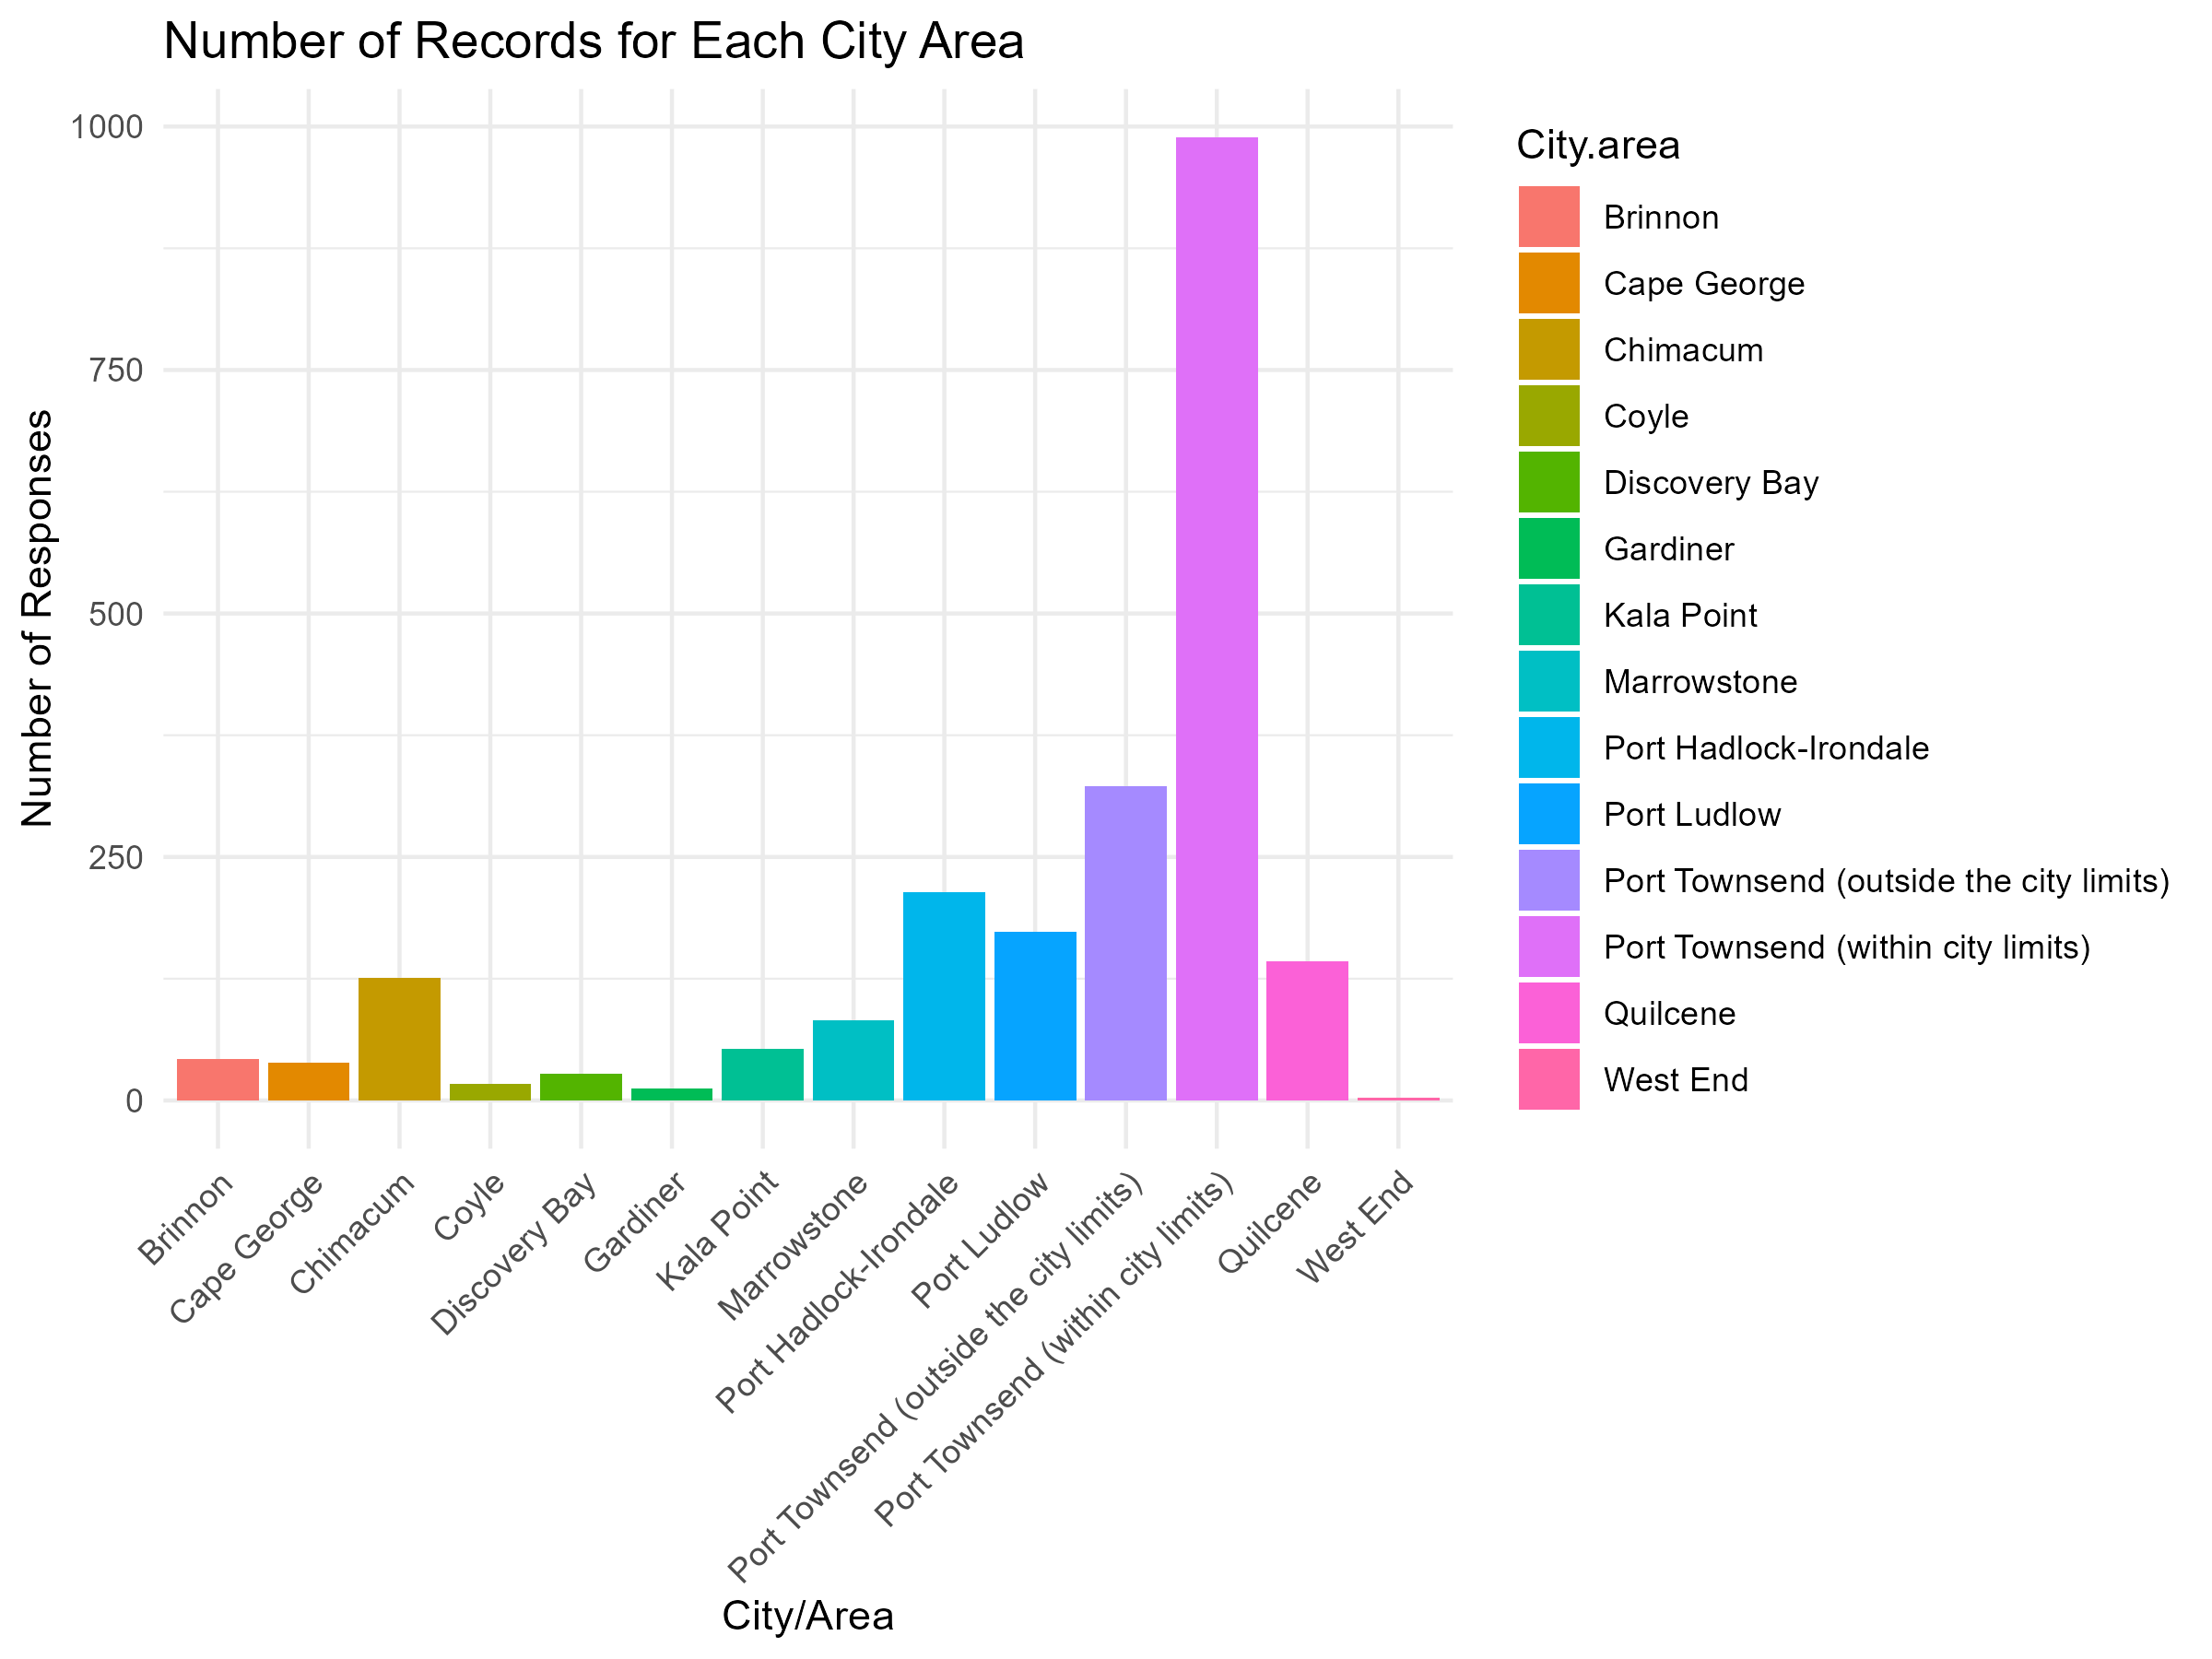 Number of Records for Each City Area
Number of Responses
1000
750
500
250
0
Brinnon
Cape George
Chimacum
Coyle
Discovery Bay
Gardiner
Kala Point
Marrowstone
Port Hadlock-Irondale
Port Ludlow
Port Townsend (outside the city limits)
Port Townsend (within city limits)
Quilcene
West End
City/Area
City.area
Brinnon
Cape George
Chimacum
Coyle
Discovery Bay
Gardiner
Kala Point
Marrowstone
Port Hadlock-Irondale
Port Ludlow
Port Townsend (outside the city limits)
Port Townsend (within city limits)
Quilcene
West End